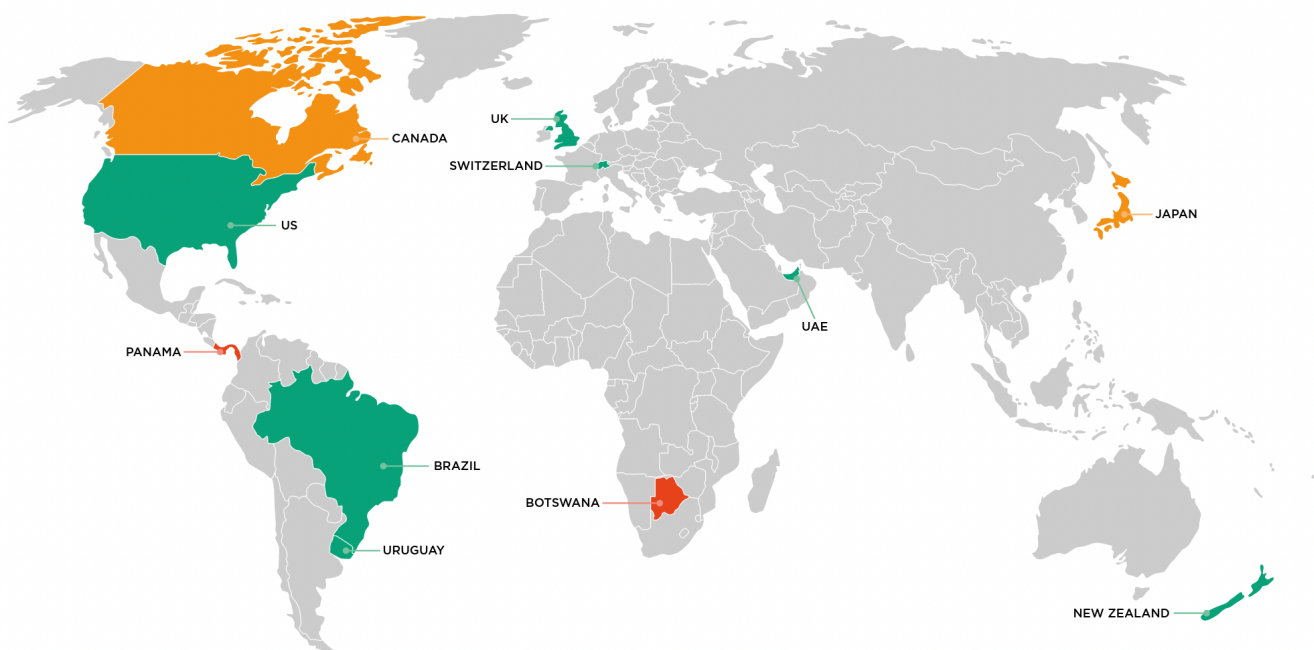 UK
CANADA
SWITZERLAND
JAPAN
US
UAE
PANAMA
BRAZIL
BOTSWANA
URUGUAY
NEW ZEALAND